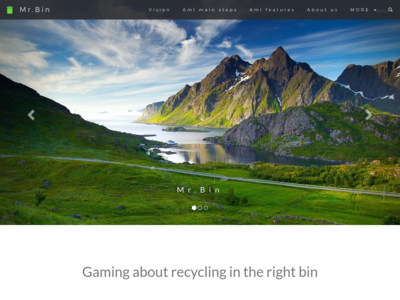 Mr.Bin
Vision
AmI main steps
AmI features
About us
MORE
Mr.Bin
Gaming about recycling in the right bin